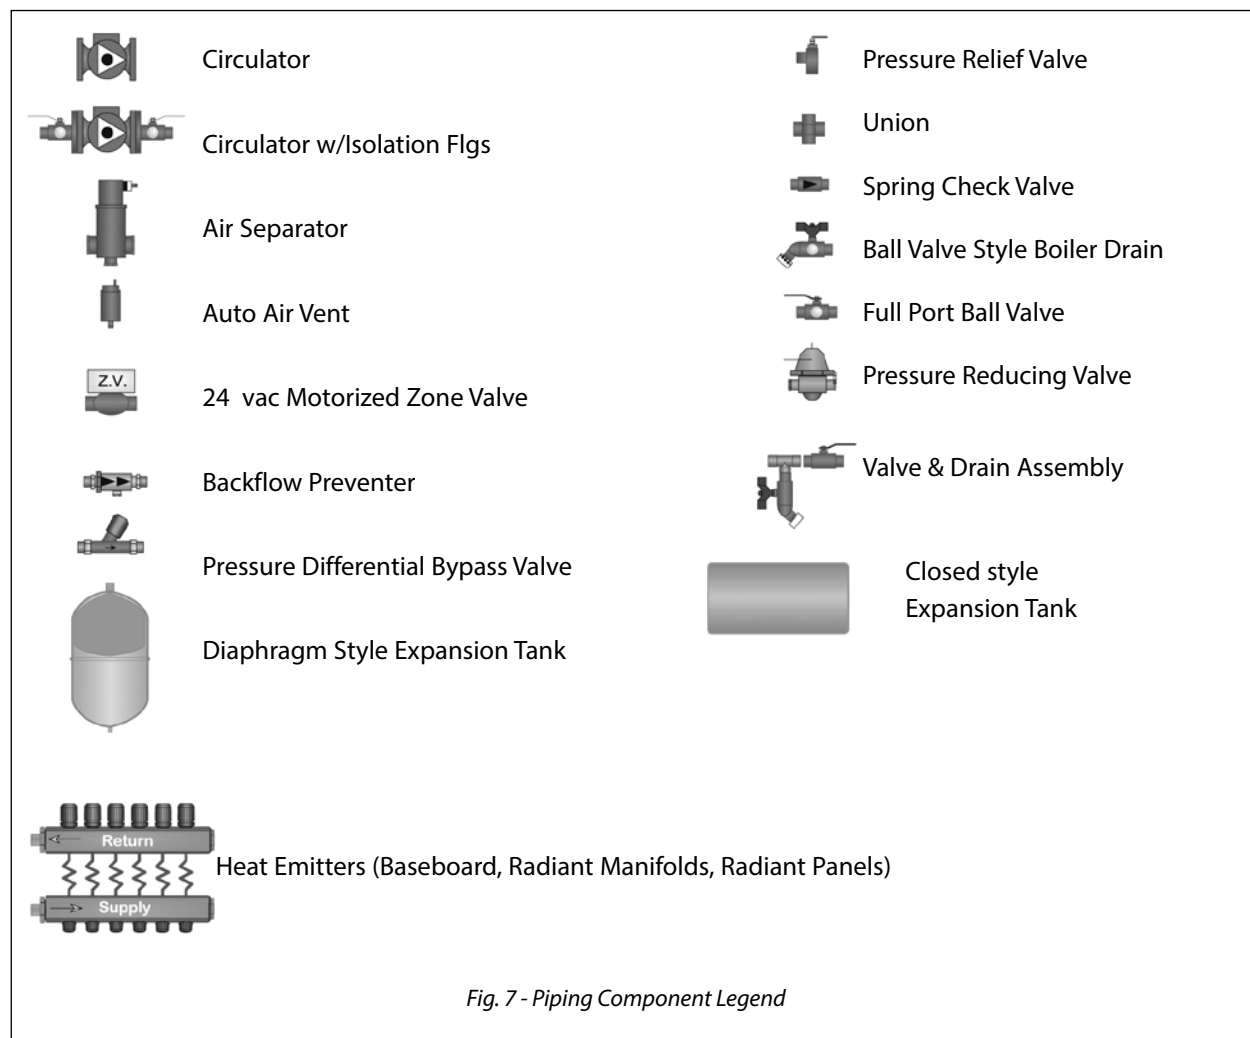 Circulator
Circulator w/Isolation Flgs
Air Separator
Auto Air Vent
Z.V.
24 vac Motorized Zone Valve
Backflow Preventer
Pressure Differential Bypass Valve
Diaphragm Style Expansion Tank
Pressure Relief Valve
Union
Spring Check Valve
Ball Valve Style Boiler Drain
Full Port Ball Valve
Pressure Reducing Valve
Valve & Drain Assembly
Closed style
Expansion Tank
Return
Heat Emitters (Baseboard, Radiant Manifolds, Radiant Panels)
Supply
Fig. 7 - Piping Component Legend